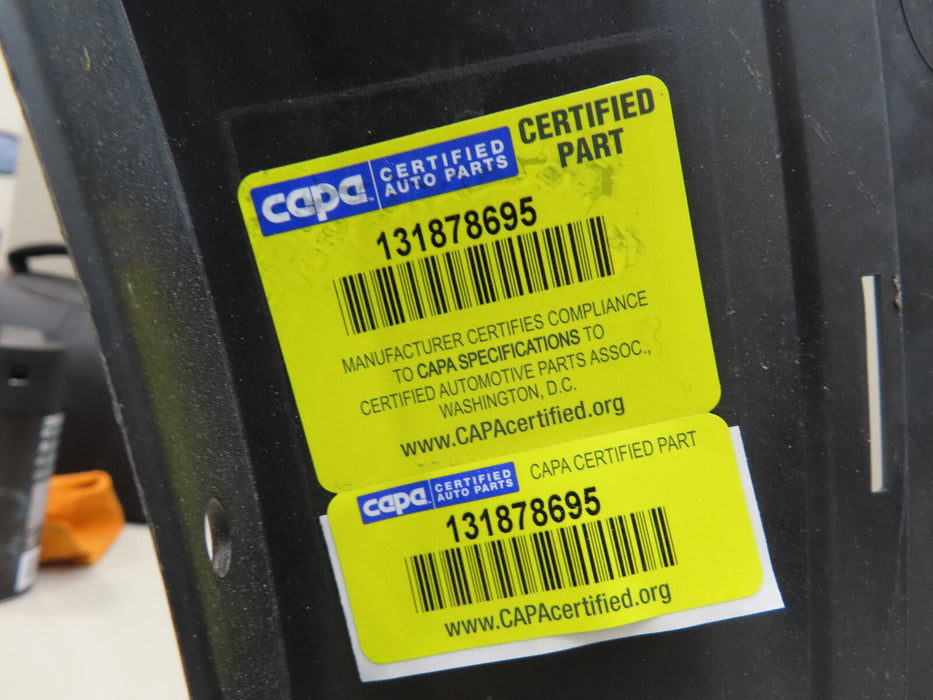 capa CERTIFIED AUTO PARTS
CERTIFIED PART
131878695
MANUFACTURER CERTIFIES COMPLIANCE
TO CAPA SPECIFICATIONS TO
CERTIFIED AUTOMOTIVE PARTS ASSOC.,
WASHINGTON, D.C.
www.CAPAcertified.org
capa CERTIFIED AUTO PARTS
CAPA CERTIFIED PART
131878695
www.CAPAcertified.org